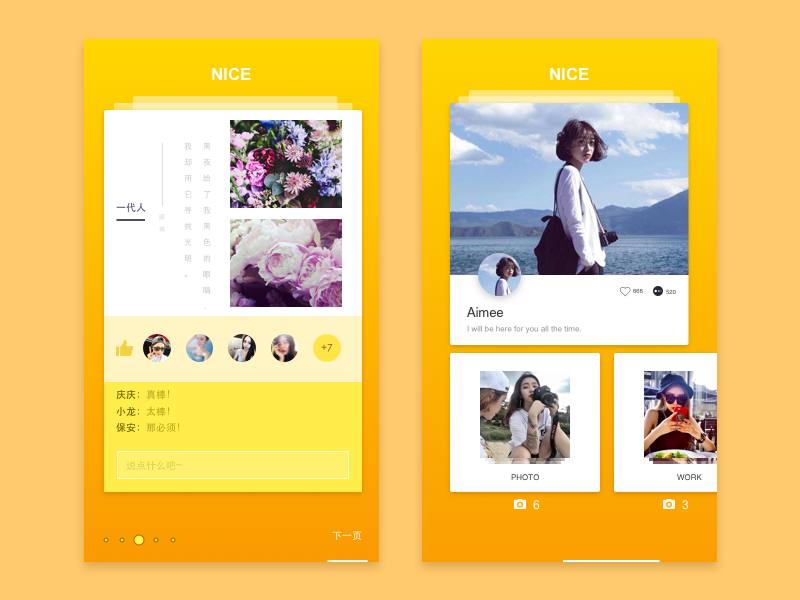 NICE
一代人
黑夜给了我黑色的眼睛，
我却用它寻找光明。
+7
庆庆：真棒！
小龙：太棒！
保安：那必须！
说点什么吧~
下一页
NICE
666
520
Aimee
I will be here for you all the time.
PHOTO
WORK
6
3